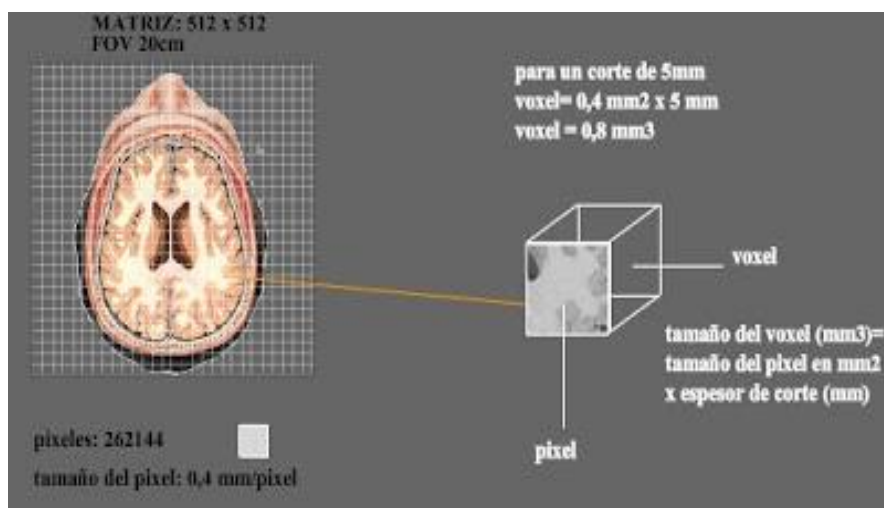 MATRIZ: 512 x 512
FOV 20cm
para un corte de 5mm
voxel= 0,4 mm2 x 5 mm
voxel = 0,8 mm3
voxel
tamaño del voxel (mm3)=
tamaño del pixel en mm2
x espesor de corte (mm)
pixel
pixeles: 262144
tamaño del pixel: 0,4 mm/pixel